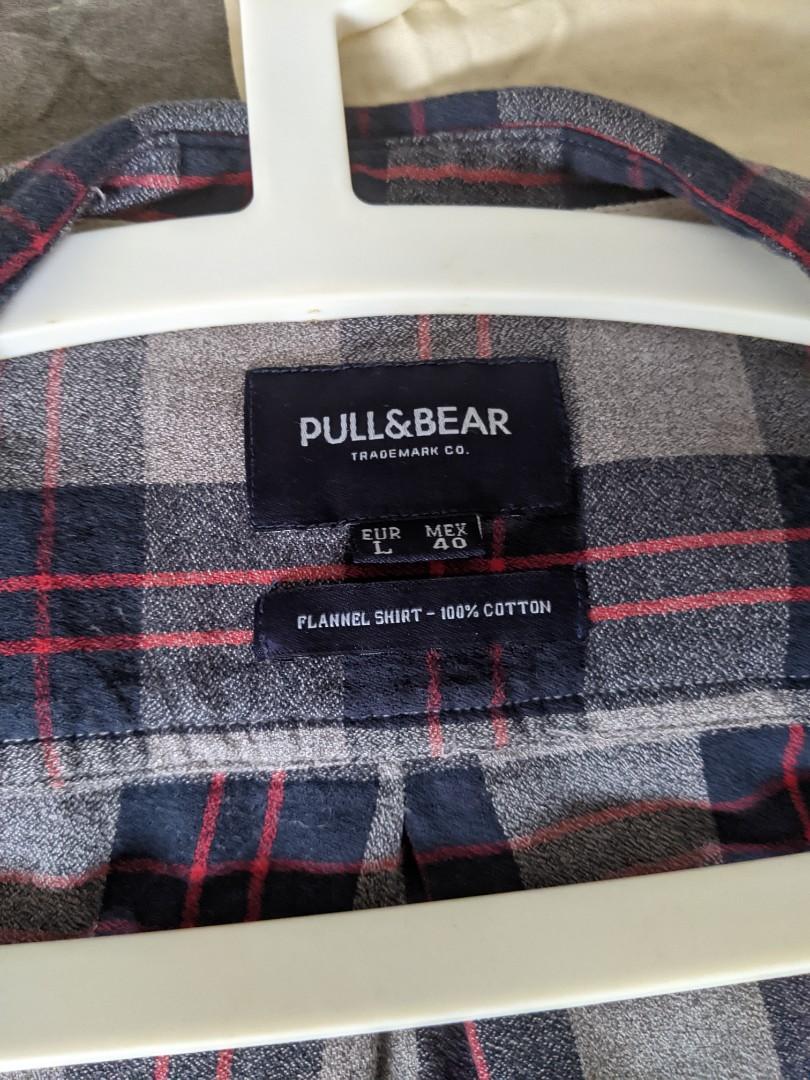 PULL&BEAR
TRADEMARK CO.
EUR MEX
L 40
FLANNEL SHIRT - 100% COTTON